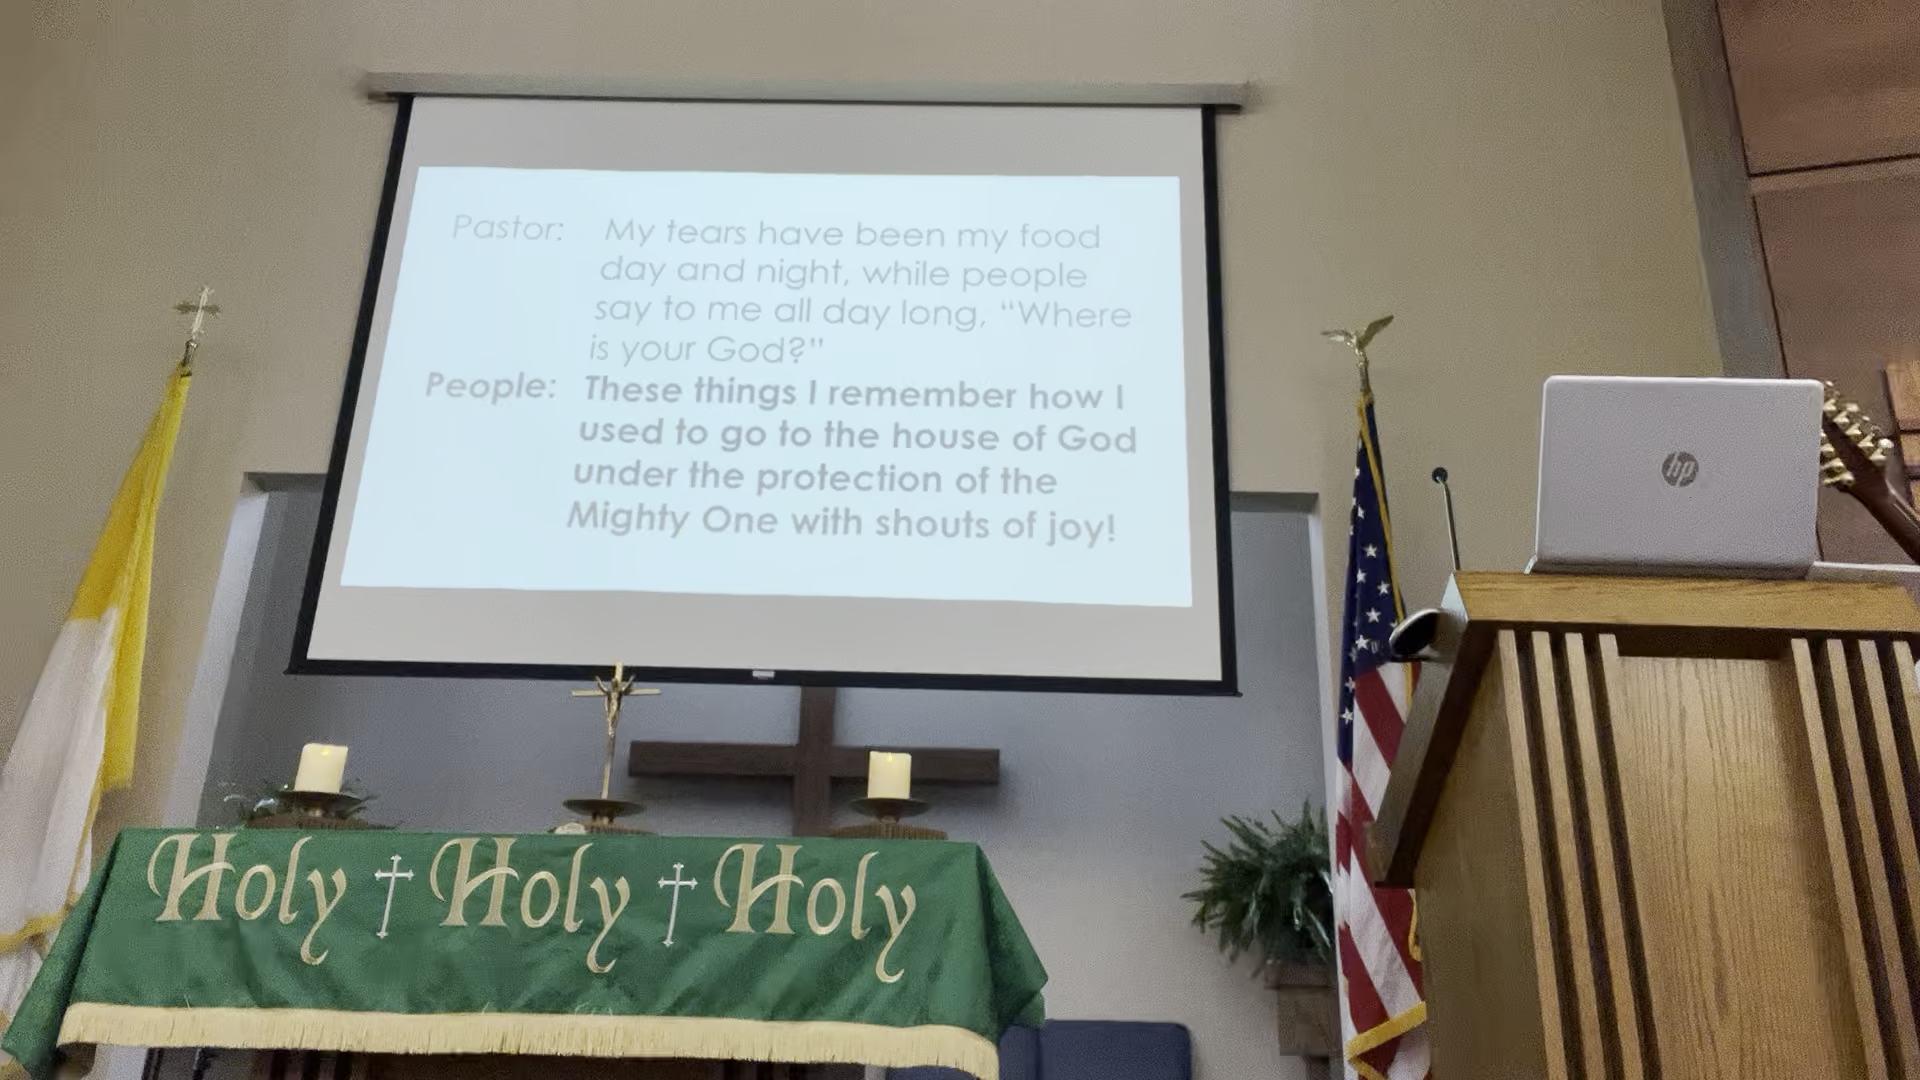 Pastor: My tears have been my food
day and night, while people
say to me all day long, “Where
is your God?”
People: These things I remember how I
used to go to the house of God
under the protection of the
Mighty One with shouts of joy!
hp
Holy Holy Holy